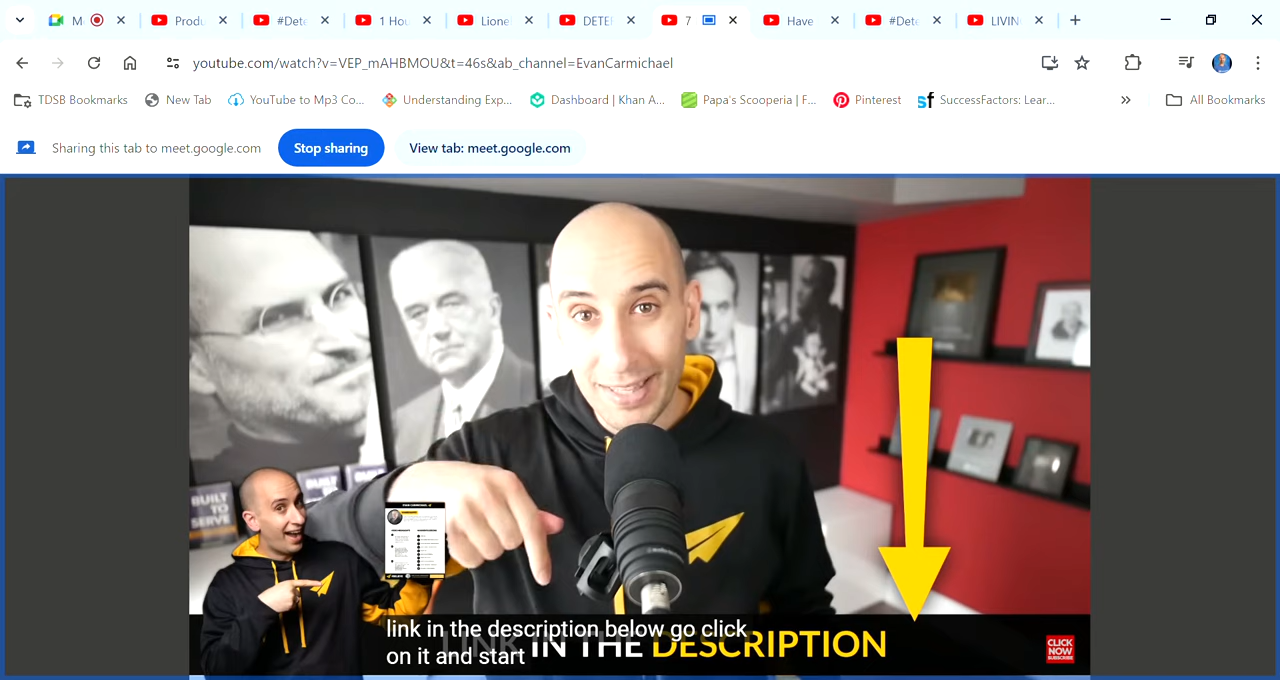 M
Produ
#Dete
1 Hou
Lione
DETE
7
Have
#Dete
LIVIN
youtube.com/watch?v=VEP_mAHBMOU&t=46s&ab_channel=EvanCarmichael
TDSB Bookmarks
New Tab
YouTube to Mp3 Co...
Understanding Exp...
Dashboard | Khan A...
Papa's Scooperia | F...
Pinterest
SuccessFactors: Lear...
All Bookmarks
Sharing this tab to meet.google.com
Stop sharing
View tab: meet.google.com
BUILT TO SERVE
link in the description below go click
on it and start
LINK IN THE DESCRIPTION
CLICK
NOW
SUBSCRIBE